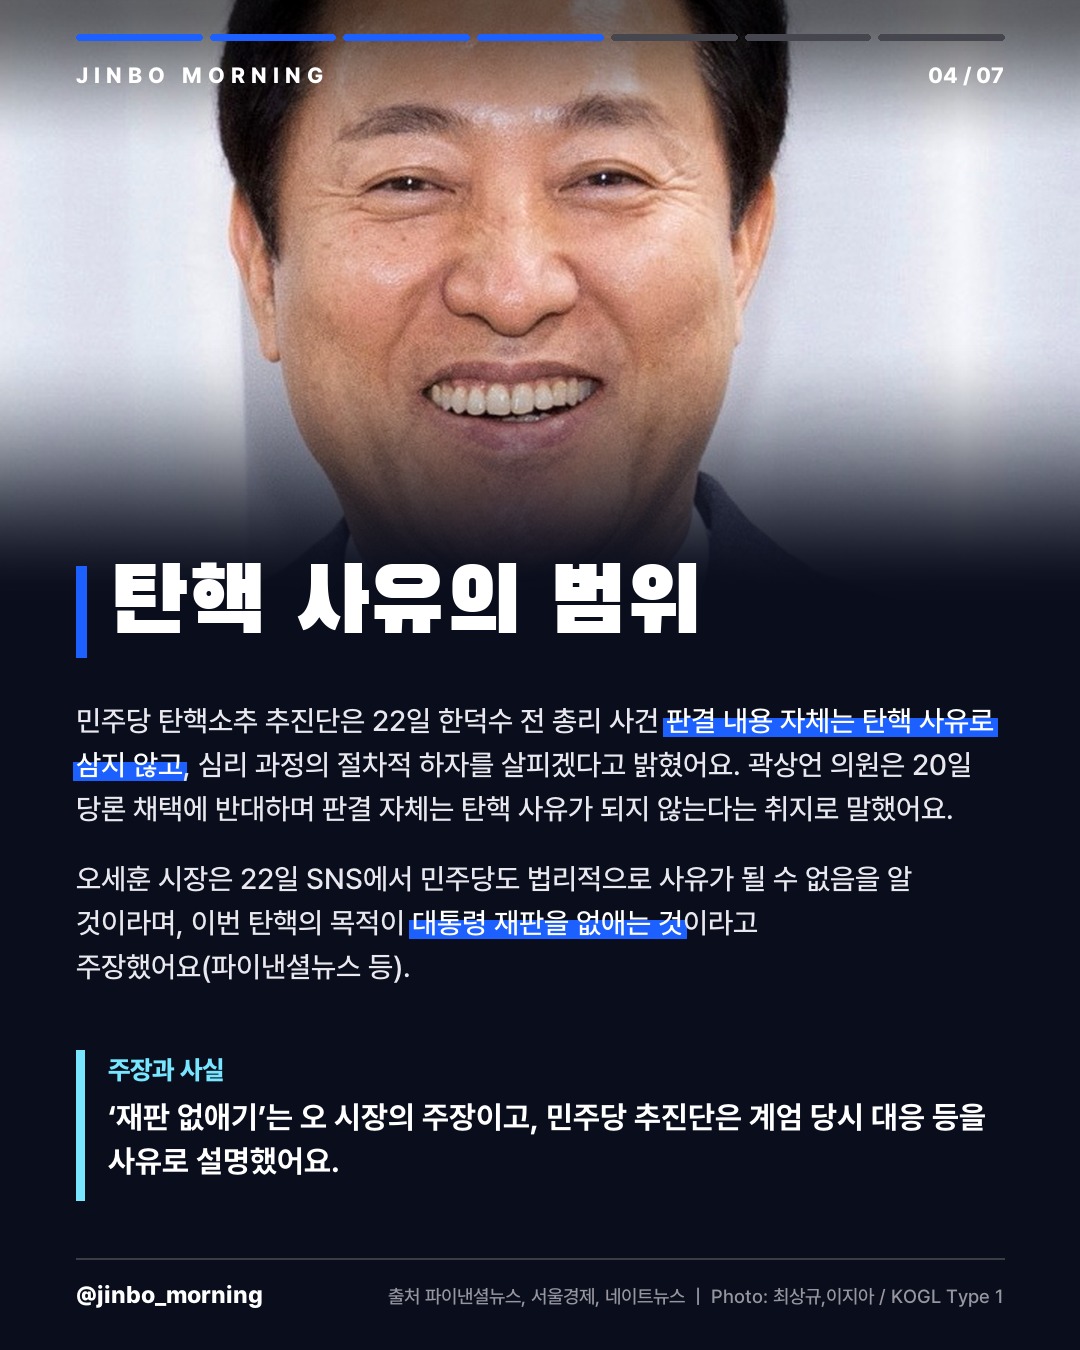 JINBO MORNING
04 / 07
탄핵 사유의 범위
민주당 탄핵소추 추진단은 22일 한덕수 전 총리 사건 판결 내용 자체는 탄핵 사유로
삼지 않고, 심리 과정의 절차적 하자를 살피겠다고 밝혔어요. 곽상언 의원은 20일
당론 채택에 반대하며 판결 자체는 탄핵 사유가 되지 않는다는 취지로 말했어요.
오세훈 시장은 22일 SNS에서 민주당도 법리적으로 사유가 될 수 없음을 알
것이라며, 이번 탄핵의 목적이 대통령 재판을 없애는 것이라고
주장했어요(파이낸셜뉴스 등).
주장과 사실
‘재판 없애기’는 오 시장의 주장이고, 민주당 추진단은 계엄 당시 대응 등을
사유로 설명했어요.
@jinbo_morning
출처 파이낸셜뉴스, 서울경제, 네이트뉴스 | Photo: 최상규,이지아 / KOGL Type 1